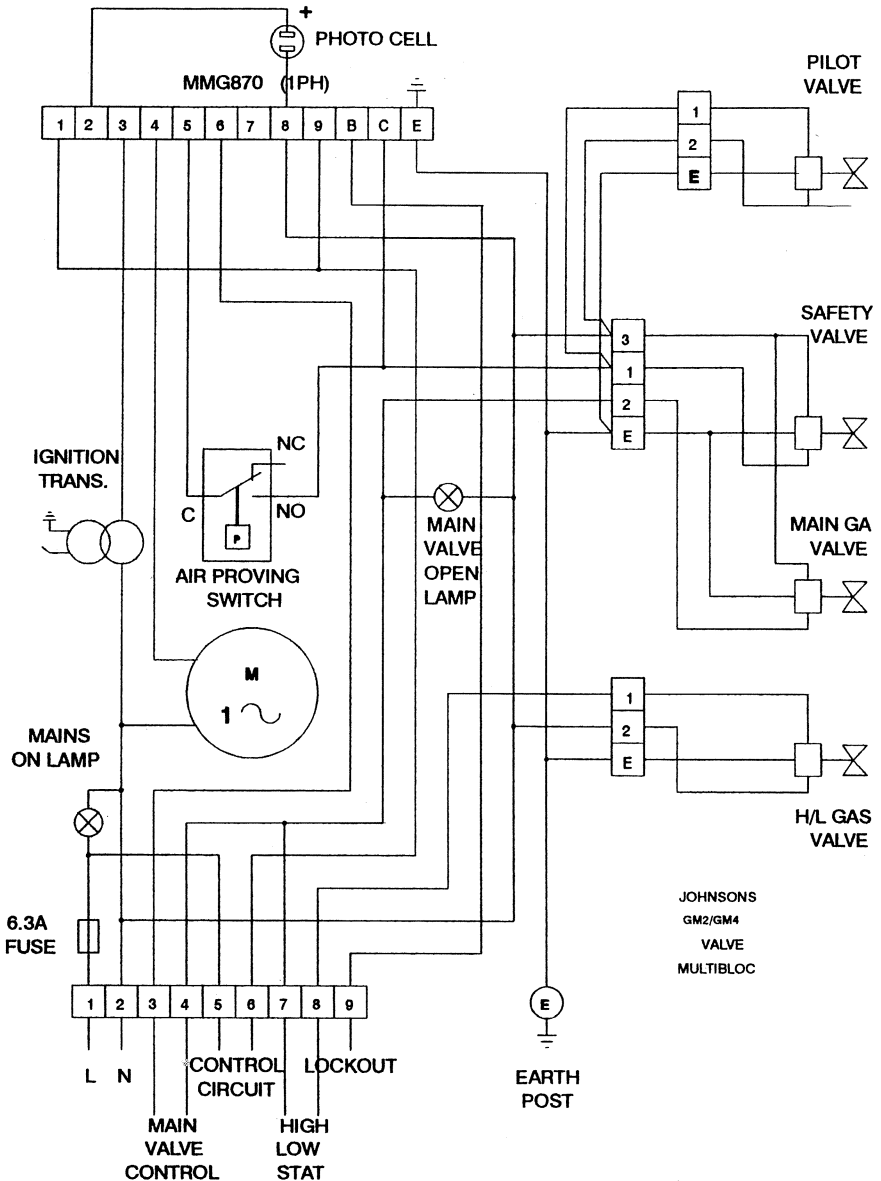 +
PHOTO CELL
MMG870 (1PH)
1 2 3 4 5 6 7 8 9 B C E
PILOT
VALVE
1
2
E
SAFETY
VALVE
3
1
2
E
NC
NO
C
P
AIR PROVING
SWITCH
IGNITION
TRANS.
MAIN
VALVE
OPEN
LAMP
MAIN GA
VALVE
M
1
MAINS
ON LAMP
1
2
E
H/L GAS
VALVE
6.3A
FUSE
JOHNSONS
GM2/GM4
VALVE
MULTIBLOC
1 2 3 4 5 6 7 8 9
E
L N
CONTROL
CIRCUIT
LOCKOUT
EARTH
POST
MAIN
VALVE
CONTROL
HIGH
LOW
STAT